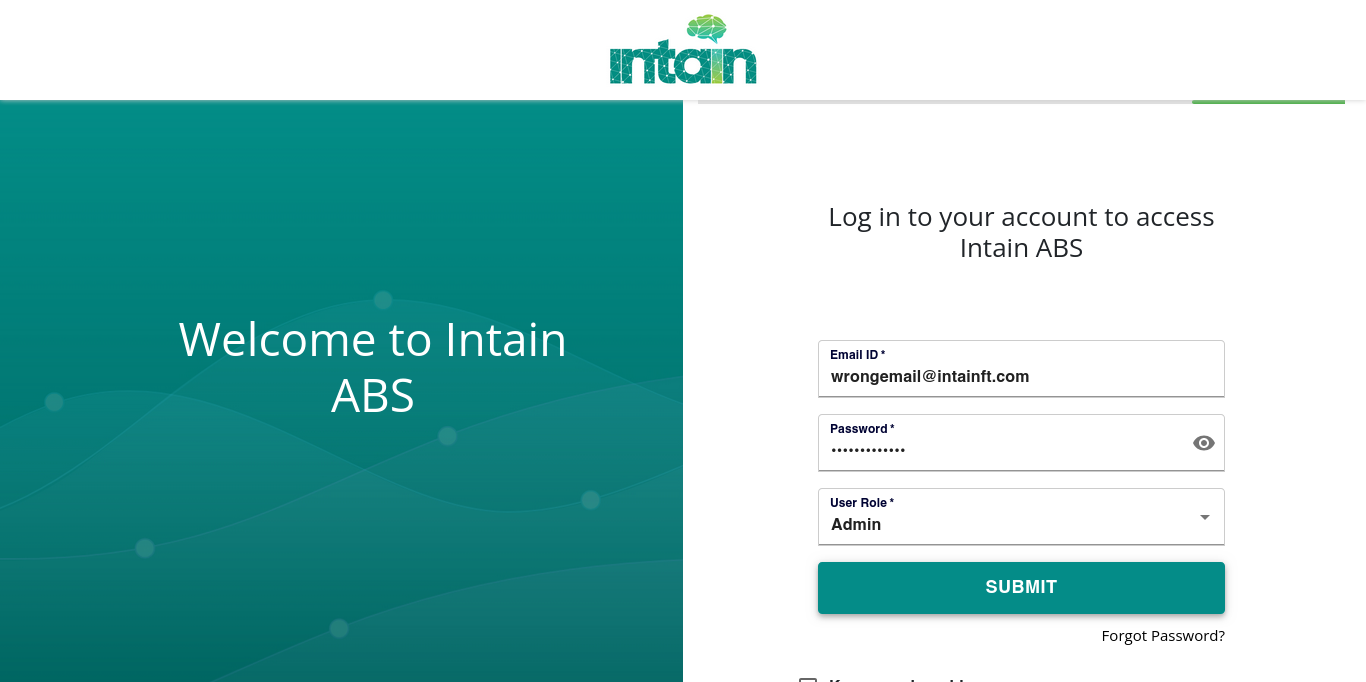 intain
Welcome to Intain
ABS
Log in to your account to access
Intain ABS
Email ID *
wrongemail@intainft.com
Password *
•••••••••••••
User Role *
Admin
SUBMIT
Forgot Password?